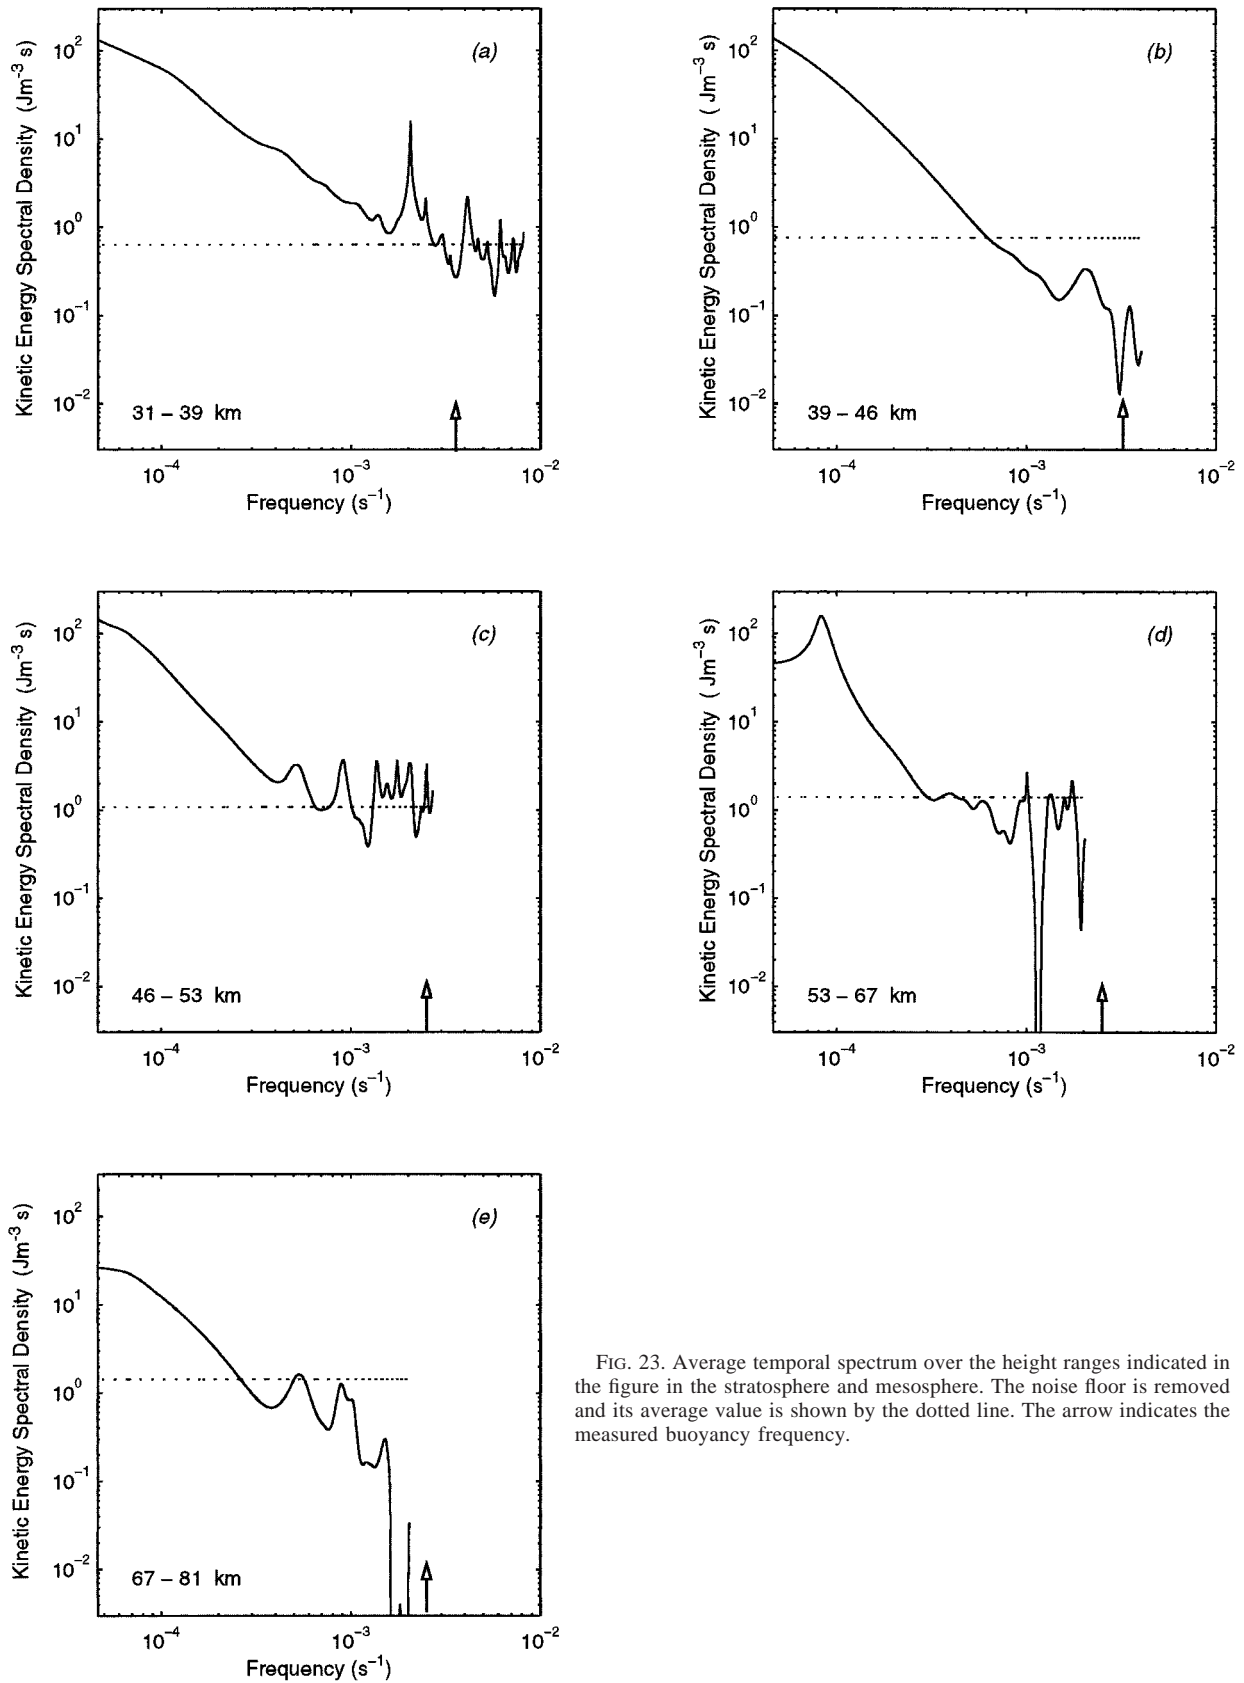 (a)
Kinetic Energy Spectral Density (Jm-3 s)
10^2
10^1
10^0
10^-1
10^-2
31 – 39 km
10^-4
10^-3
10^-2
Frequency (s^-1)
(b)
Kinetic Energy Spectral Density ( Jm^-3 s)
10^2
10^1
10^0
10^-1
10^-2
39 – 46 km
10^-4
10^-3
10^-2
Frequency (s^-1)
(c)
Kinetic Energy Spectral Density (Jm^-3 s)
10^2
10^1
10^0
10^-1
10^-2
46 – 53 km
10^-4
10^-3
10^-2
Frequency (s^-1)
(d)
Kinetic Energy Spectral Density ( Jm^-3 s)
10^2
10^1
10^0
10^-1
10^-2
53 – 67 km
10^-4
10^-3
10^-2
Frequency (s^-1)
(e)
Kinetic Energy Spectral Density (Jm^-3 s)
10^2
10^1
10^0
10^-1
10^-2
67 – 81 km
10^-4
10^-3
10^-2
Frequency (s^-1)
FIG. 23. Average temporal spectrum over the height ranges indicated in
the figure in the stratosphere and mesosphere. The noise floor is removed
and its average value is shown by the dotted line. The arrow indicates the
measured buoyancy frequency.